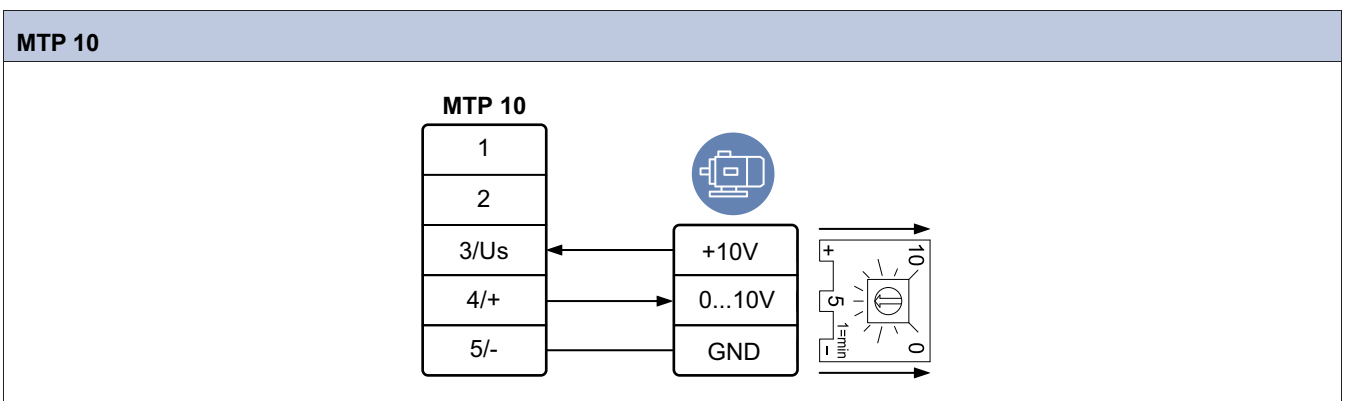 MTP 10
MTP 10
1
2
3/Us
+10V
4/+
0...10V
5/-
GND
+
10
5
1=min
-
0